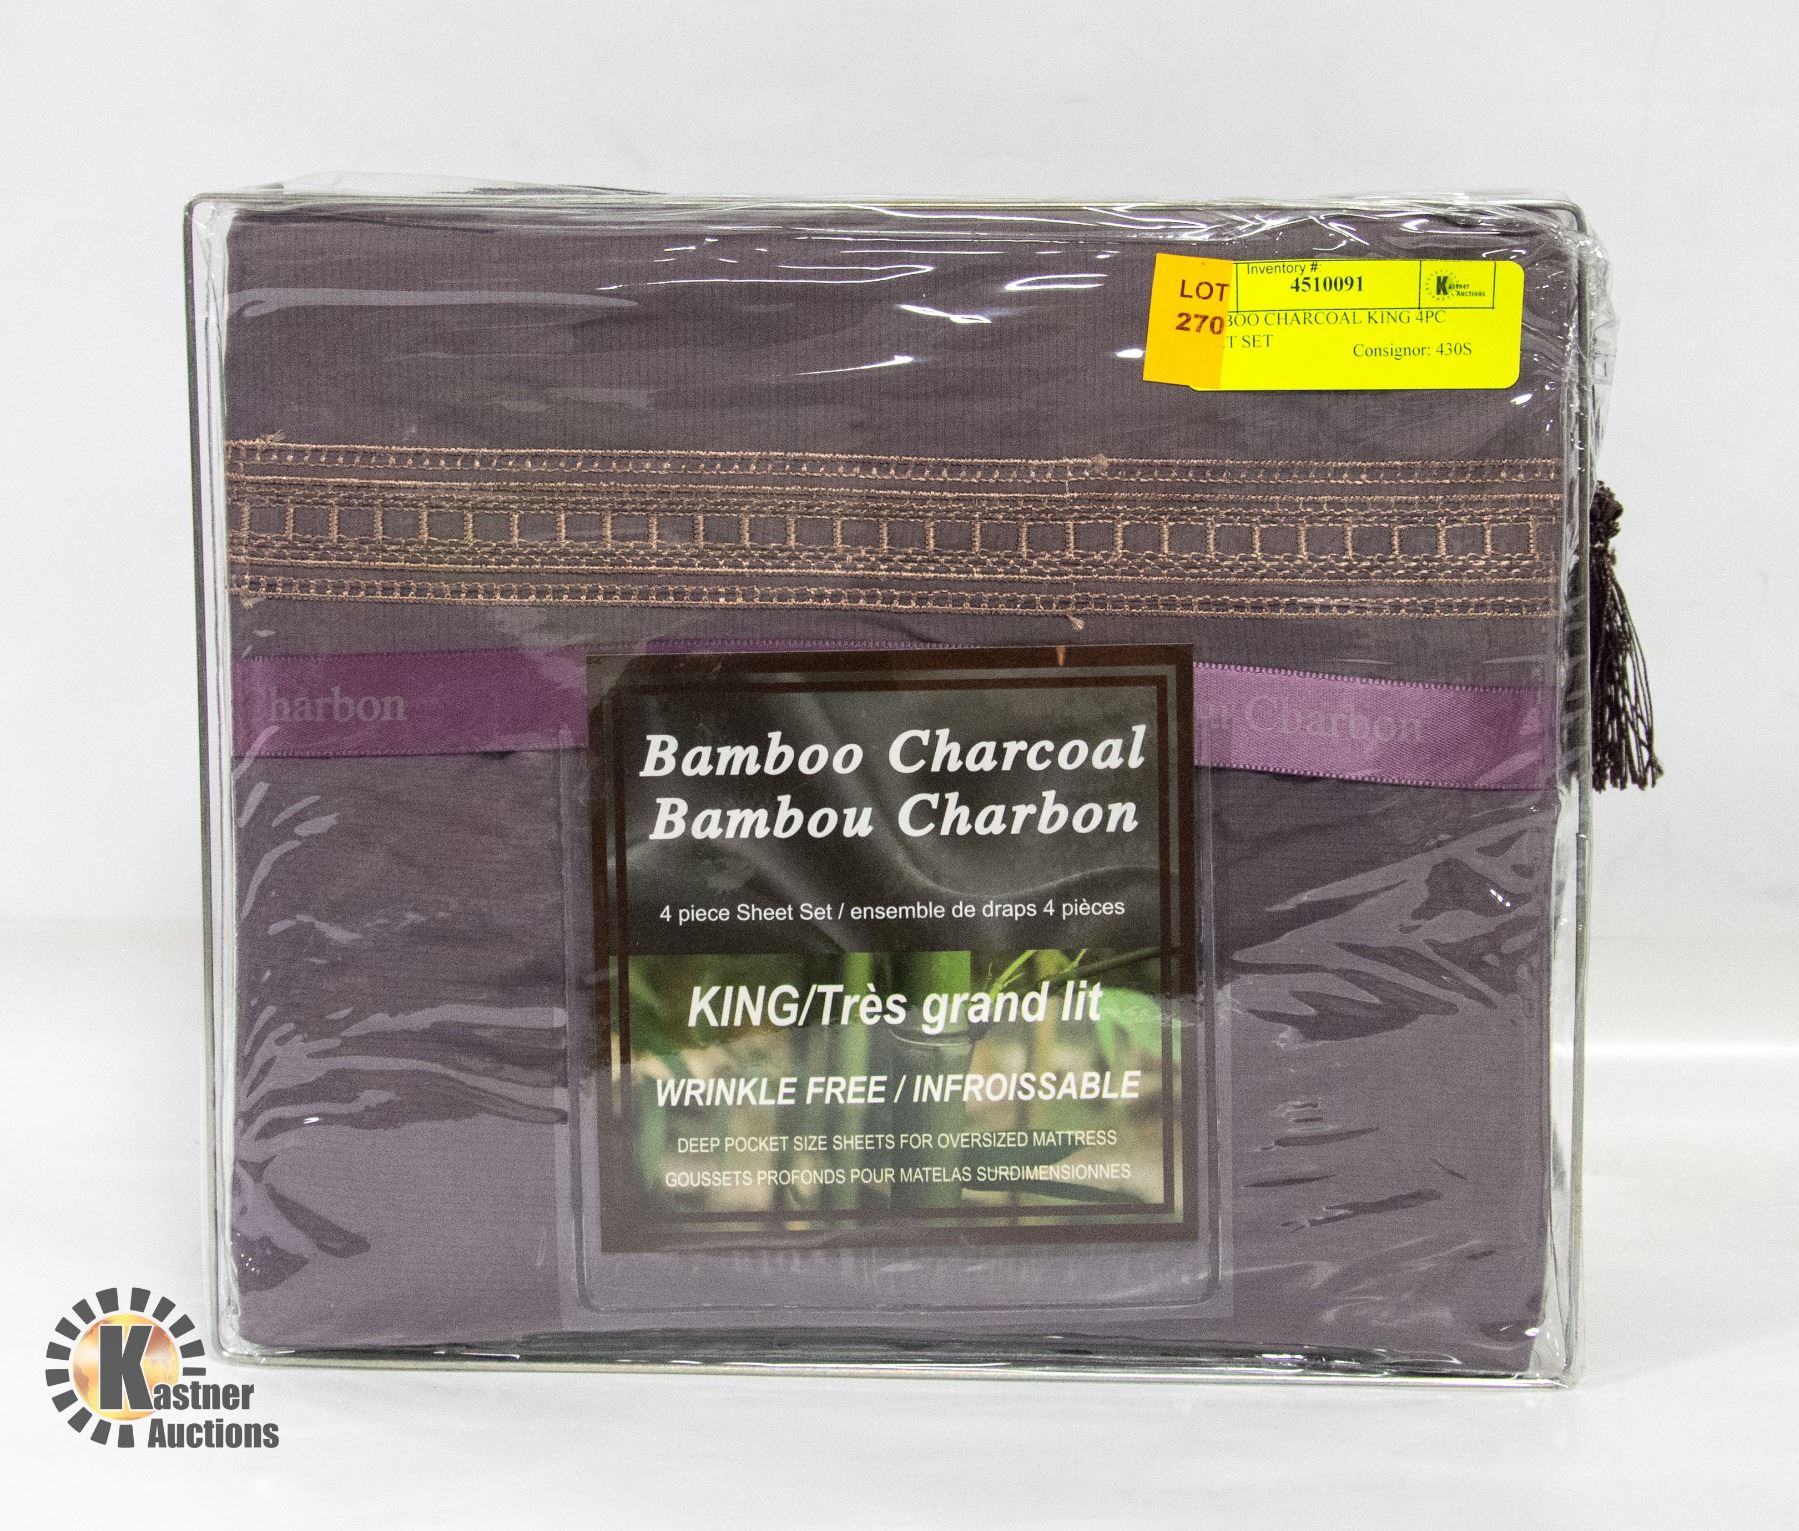 LOT
270
Inventory #:
4510091
Kastner
Auctions
BOO CHARCOAL KING 4PC
T SET
Consignor: 430S
harbon
Charbon
Bamboo Charcoal
Bambou Charbon
4 piece Sheet Set / ensemble de draps 4 pièces
KING/Très grand lit
WRINKLE FREE / INFROISSABLE
DEEP POCKET SIZE SHEETS FOR OVERSIZED MATTRESS
GOUSSETS PROFONDS POUR MATELAS SURDIMENSIONNES
Kastner
Auctions